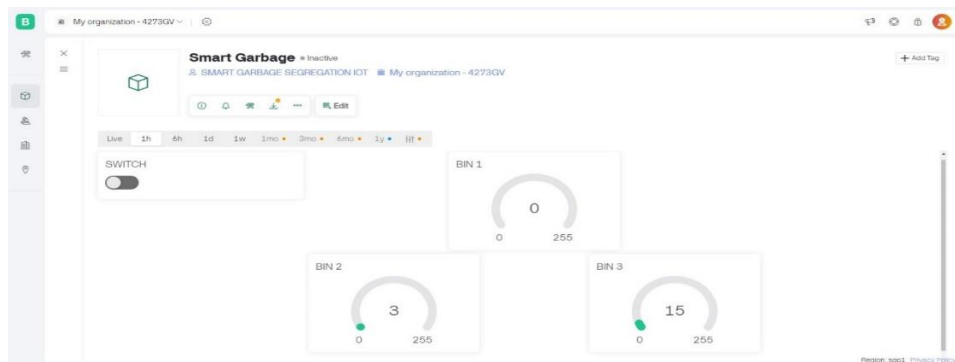 B
My organization - 4273GV
Smart Garbage Inactive
SMART GARBAGE SEGREGATION IOT My organization - 4273GV
+ Add Tag
Edit
Live 1h 6h 1d 1w 1mo 3mo 6mo 1y
SWITCH
BIN 1
0
0 255
BIN 2
3
0 255
BIN 3
15
0 255
Region: sgp1 Privacy Policy